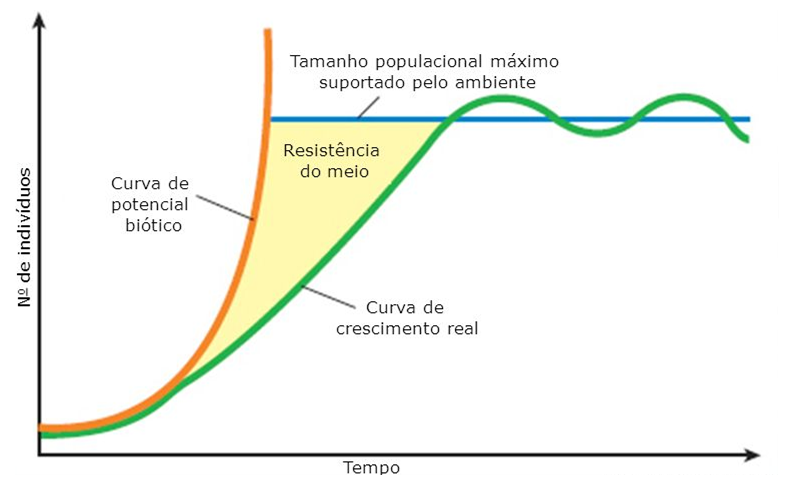 Tamanho populacional máximo
suportado pelo ambiente
Resistência
do meio
Curva de
potencial
biótico
Nº de indivíduos
Curva de
crescimento real
Tempo